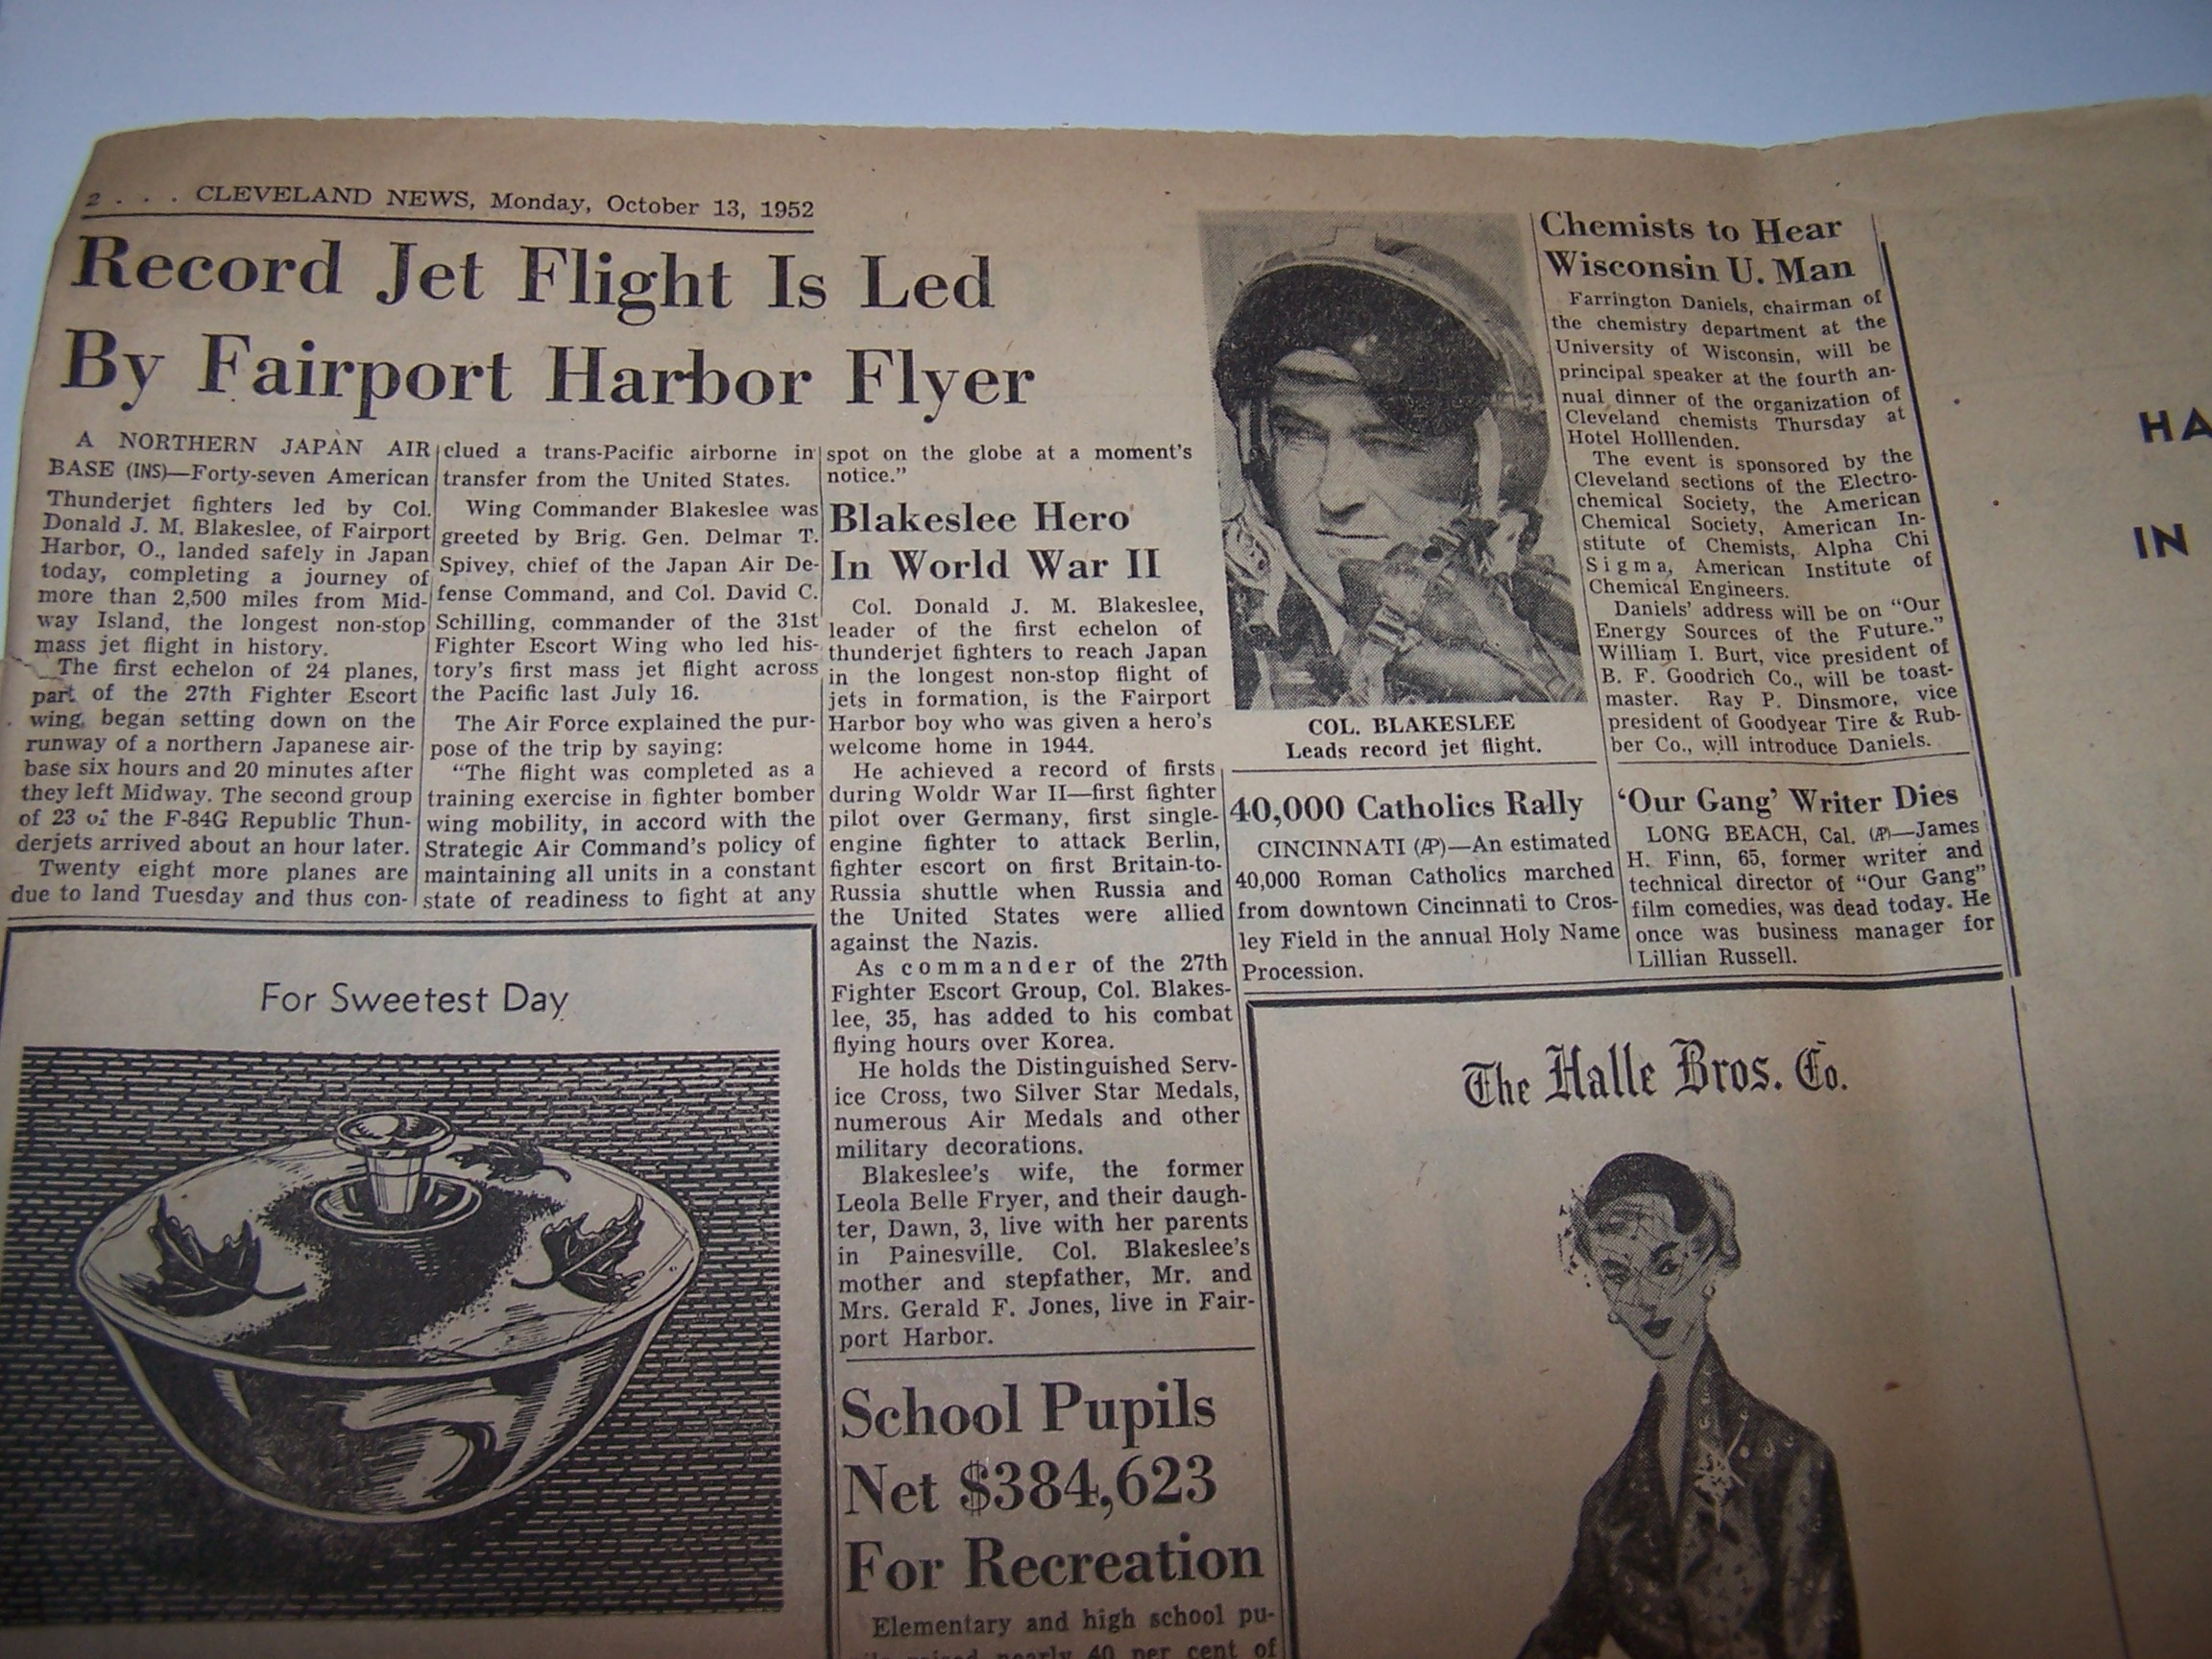 2 . . . CLEVELAND NEWS, Monday, October 13, 1952
Record Jet Flight Is Led
By Fairport Harbor Flyer
A NORTHERN JAPAN AIR
BASE (INS)—Forty-seven American
Thunderjet fighters led by Col.
Donald J. M. Blakeslee, of Fairport
Harbor, O., landed safely in Japan
today, completing a journey of
more than 2,500 miles from Mid-
way Island, the longest non-stop
mass jet flight in history.
The first echelon of 24 planes,
part of the 27th Fighter Escort
wing, began setting down on the
runway of a northern Japanese air-
base six hours and 20 minutes after
they left Midway. The second group
of 23 of the F-84G Republic Thun-
derjets arrived about an hour later.
Twenty eight more planes are
due to land Tuesday and thus con-
clued a trans-Pacific airborne in
transfer from the United States.
Wing Commander Blakeslee was
greeted by Brig. Gen. Delmar T.
Spivey, chief of the Japan Air De-
fense Command, and Col. David C.
Schilling, commander of the 31st
Fighter Escort Wing who led his-
tory's first mass jet flight across
the Pacific last July 16.
The Air Force explained the pur-
pose of the trip by saying:
"The flight was completed as a
training exercise in fighter bomber
wing mobility, in accord with the
Strategic Air Command's policy of
maintaining all units in a constant
state of readiness to fight at any
spot on the globe at a moment's
notice."
Blakeslee Hero
In World War II
Col. Donald J. M. Blakeslee,
leader of the first echelon of
thunderjet fighters to reach Japan
in the longest non-stop flight of
jets in formation, is the Fairport
Harbor boy who was given a hero's
welcome home in 1944.
He achieved a record of firsts
during Woldr War II—first fighter
pilot over Germany, first single-
engine fighter to attack Berlin,
fighter escort on first Britain-to-
Russia shuttle when Russia and
the United States were allied
against the Nazis.
As commander of the 27th
Fighter Escort Group, Col. Blakes-
lee, 35, has added to his combat
flying hours over Korea.
He holds the Distinguished Serv-
ice Cross, two Silver Star Medals,
numerous Air Medals and other
military decorations.
Blakeslee's wife, the former
Leola Belle Fryer, and their daugh-
ter, Dawn, 3, live with her parents
in Painesville. Col. Blakeslee's
mother and stepfather, Mr. and
Mrs. Gerald F. Jones, live in Fair-
port Harbor.
School Pupils
Net $384,623
For Recreation
Elementary and high school pu-
raised nearly 40 per cent of
COL. BLAKESLEE
Leads record jet flight.
40,000 Catholics Rally
CINCINNATI (AP)—An estimated
40,000 Roman Catholics marched
from downtown Cincinnati to Cros-
ley Field in the annual Holy Name
Procession.
Chemists to Hear
Wisconsin U. Man
Farrington Daniels, chairman of
the chemistry department at the
University of Wisconsin, will be
principal speaker at the fourth an-
nual dinner of the organization of
Cleveland chemists Thursday at
Hotel Holllenden.
The event is sponsored by the
Cleveland sections of the Electro-
chemical Society, the American
Chemical Society, American In-
stitute of Chemists, Alpha Chi
Sigma, American Institute of
Chemical Engineers.
Daniels' address will be on "Our
Energy Sources of the Future."
William I. Burt, vice president of
B. F. Goodrich Co., will be toast-
master. Ray P. Dinsmore, vice
president of Goodyear Tire & Rub-
ber Co., will introduce Daniels.
'Our Gang' Writer Dies
LONG BEACH, Cal. (AP)—James
H. Finn, 65, former writer and
technical director of "Our Gang"
film comedies, was dead today. He
once was business manager for
Lillian Russell.
For Sweetest Day
The Halle Bros. Co.
HA
IN